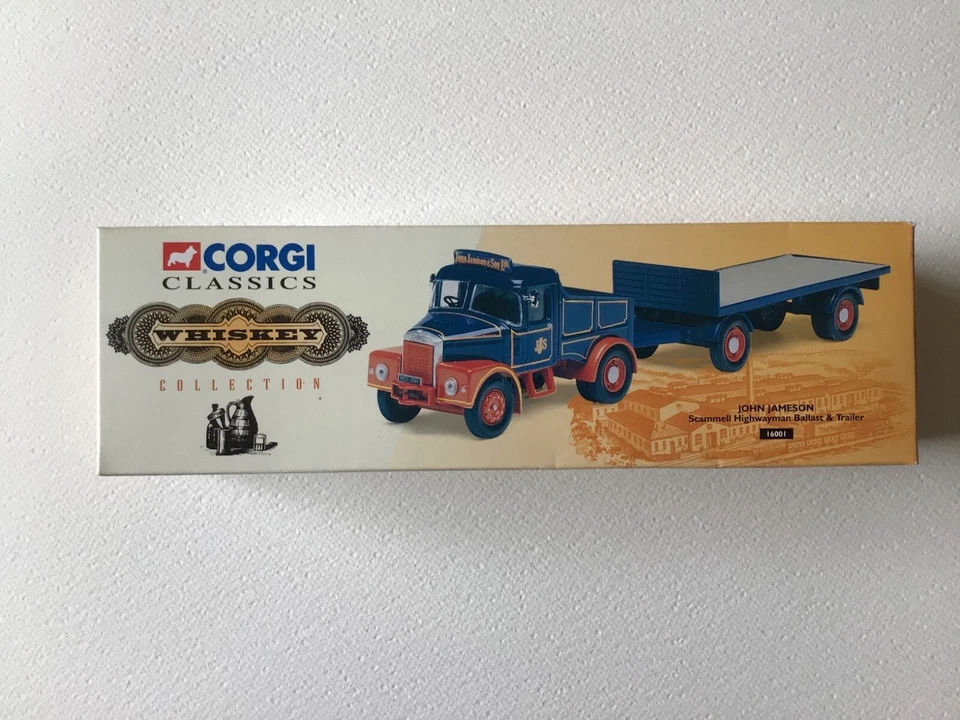 CORGI
CLASSICS
WHISKEY
COLLECTION
JOHN JAMESON & SON LTD.
JJS
JOHN JAMESON
Scammell Highwayman Ballast & Trailer
16001